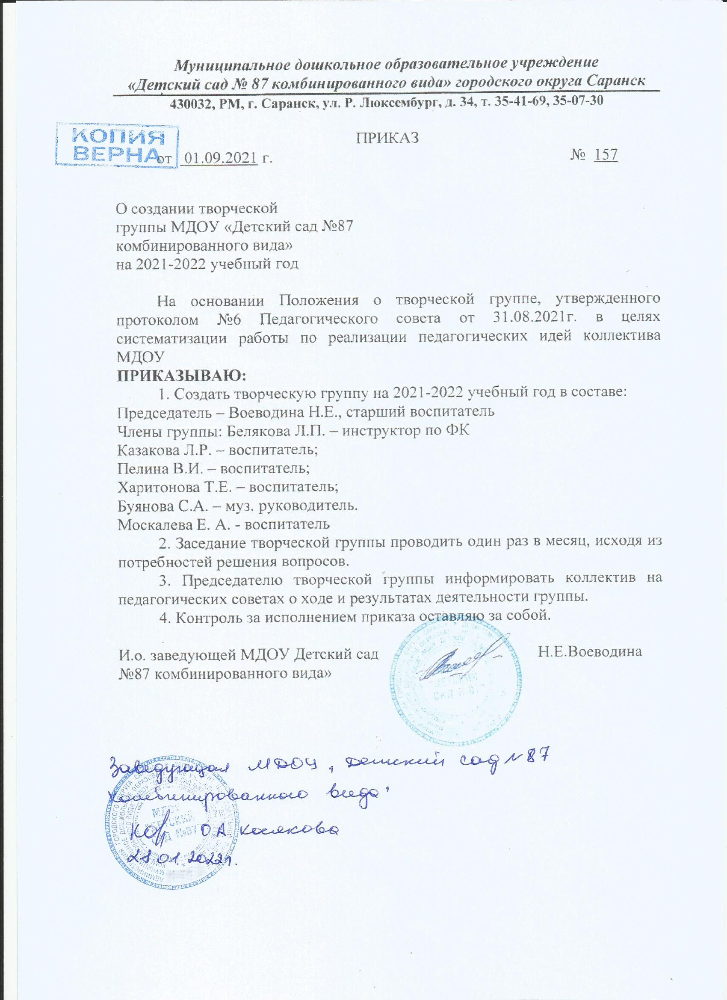 Муниципальное дошкольное образовательное учреждение
«Детский сад № 87 комбинированного вида» городского округа Саранск
430032, РМ, г. Саранск, ул. Р. Люксембург, д. 34, т. 35-41-69, 35-07-30
КОПИЯ
ВЕРНА
ПРИКАЗ
от 01.09.2021 г. № 157
О создании творческой
группы МДОУ «Детский сад №87
комбинированного вида»
на 2021-2022 учебный год
На основании Положения о творческой группе, утвержденного
протоколом №6 Педагогического совета от 31.08.2021г. в целях
систематизации работы по реализации педагогических идей коллектива
МДОУ
ПРИКАЗЫВАЮ:
1. Создать творческую группу на 2021-2022 учебный год в составе:
Председатель – Воеводина Н.Е., старший воспитатель
Члены группы: Белякова Л.П. – инструктор по ФК
Казакова Л.Р. – воспитатель;
Пелина В.И. – воспитатель;
Харитонова Т.Е. – воспитатель;
Буянова С.А. – муз. руководитель.
Москалева Е. А. - воспитатель
2. Заседание творческой группы проводить один раз в месяц, исходя из
потребностей решения вопросов.
3. Председателю творческой группы информировать коллектив на
педагогических советах о ходе и результатах деятельности группы.
4. Контроль за исполнением приказа оставляю за собой.
И.о. заведующей МДОУ Детский сад Н.Е.Воеводина
№87 комбинированного вида»
ДЕТСКИЙ
САД №87"
Заведующая МДОУ „Детский сад №87
комбинированного вида"
О А Колякова
МДОУ
"ДЕТСКИЙ
САД №87"
01.2022г.